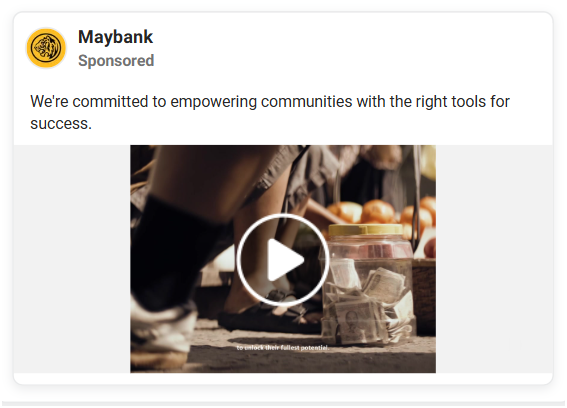 Maybank
Sponsored
We're committed to empowering communities with the right tools for
success.
to unlock their fullest potential.